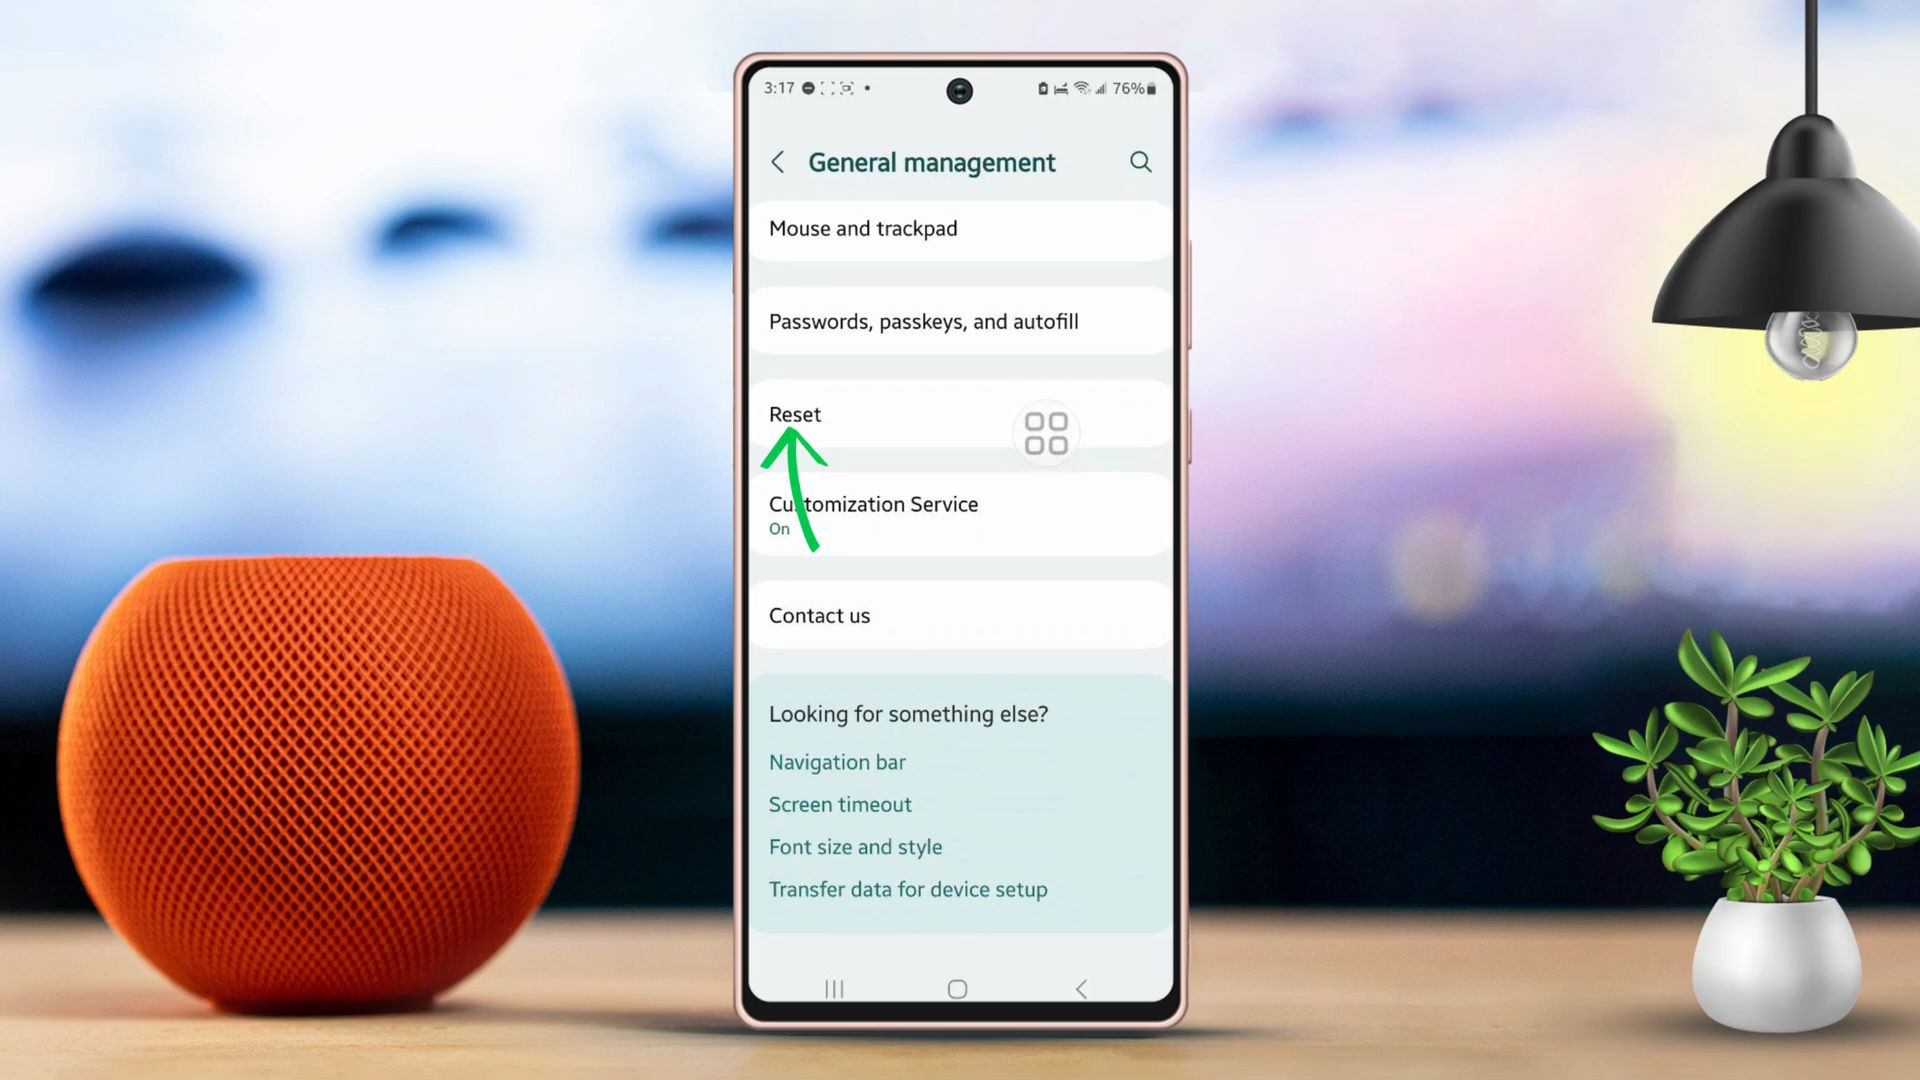 3:17
76%
General management
Mouse and trackpad
Passwords, passkeys, and autofill
Reset
Customization Service
On
Contact us
Looking for something else?
Navigation bar
Screen timeout
Font size and style
Transfer data for device setup